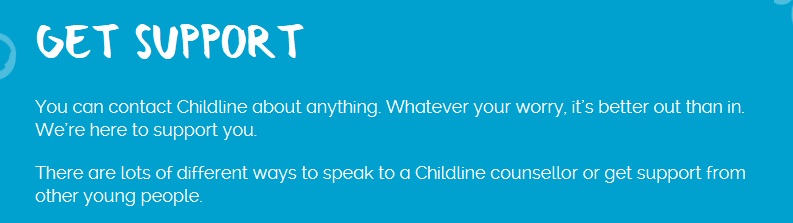 GET SUPPORT
You can contact Childline about anything. Whatever your worry, it's better out than in.
We're here to support you.
There are lots of different ways to speak to a Childline counsellor or get support from
other young people.